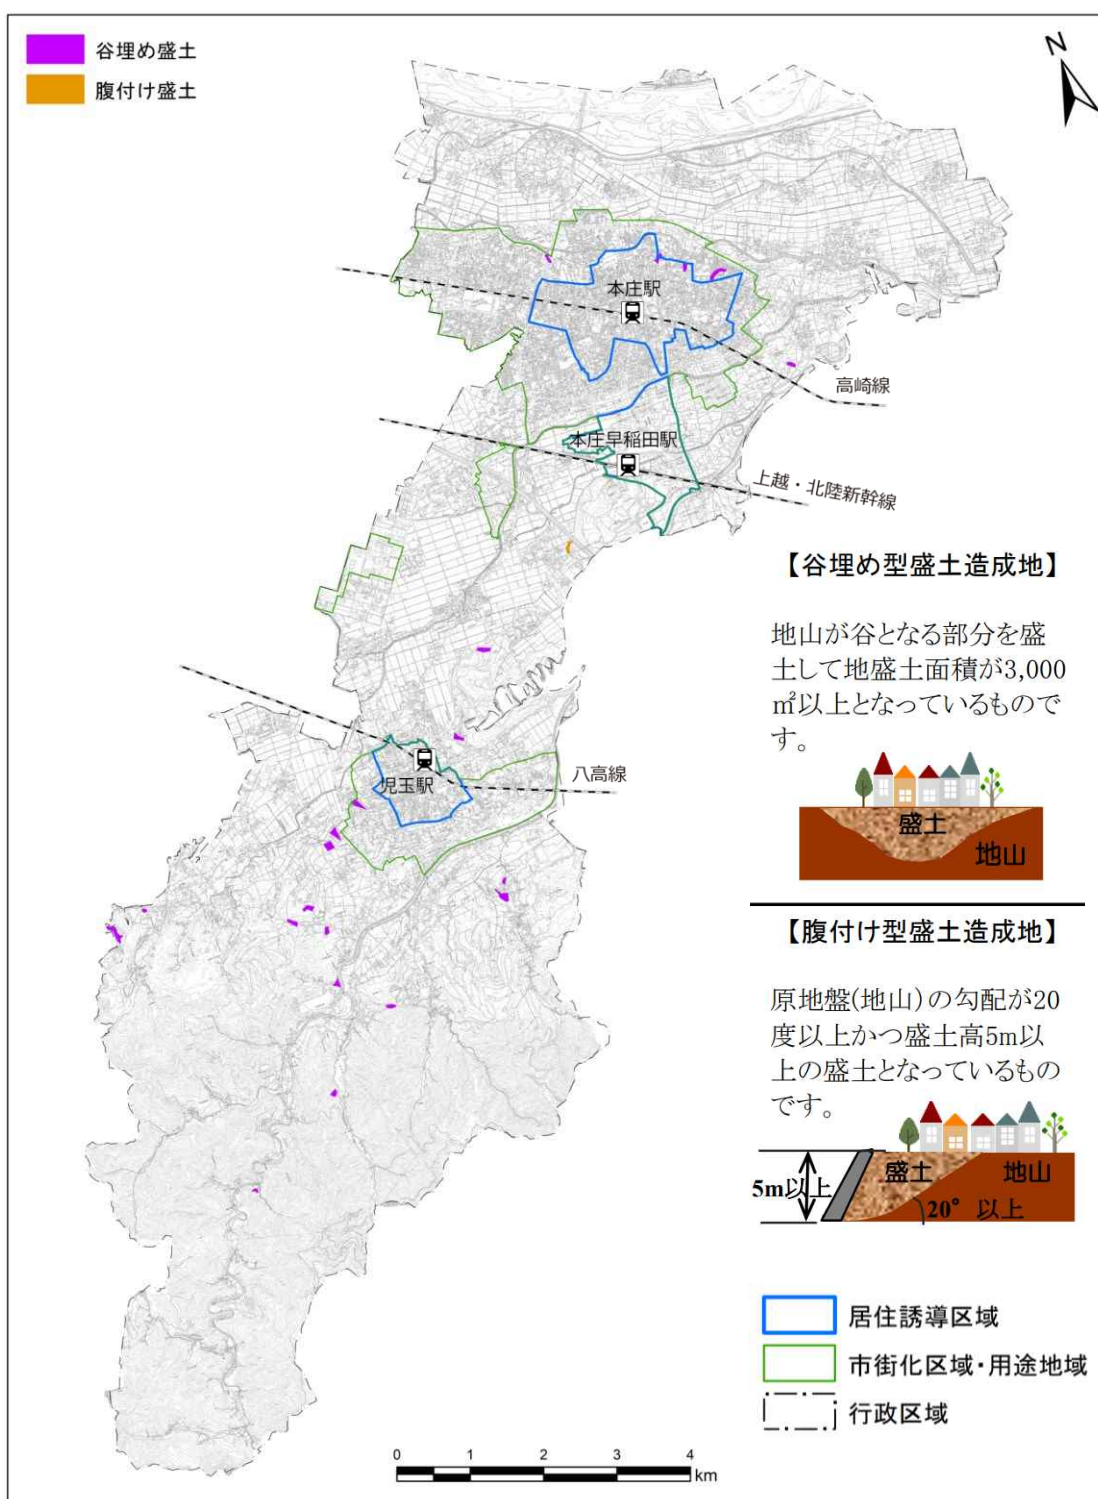 谷埋め盛土
腹付け盛土
N
本庄駅
高崎線
本庄早稲田駅
上越・北陸新幹線
児玉駅
八高線
【谷埋め型盛土造成地】
地山が谷となる部分を盛
土して地盛土面積が3,000
㎡以上となっているもので
す。
盛土
地山
【腹付け型盛土造成地】
原地盤(地山)の勾配が20
度以上かつ盛土高5m以
上の盛土となっているもの
です。
盛土
地山
5m以上
20°以上
居住誘導区域
市街化区域・用途地域
行政区域
0 1 2 3 4
km